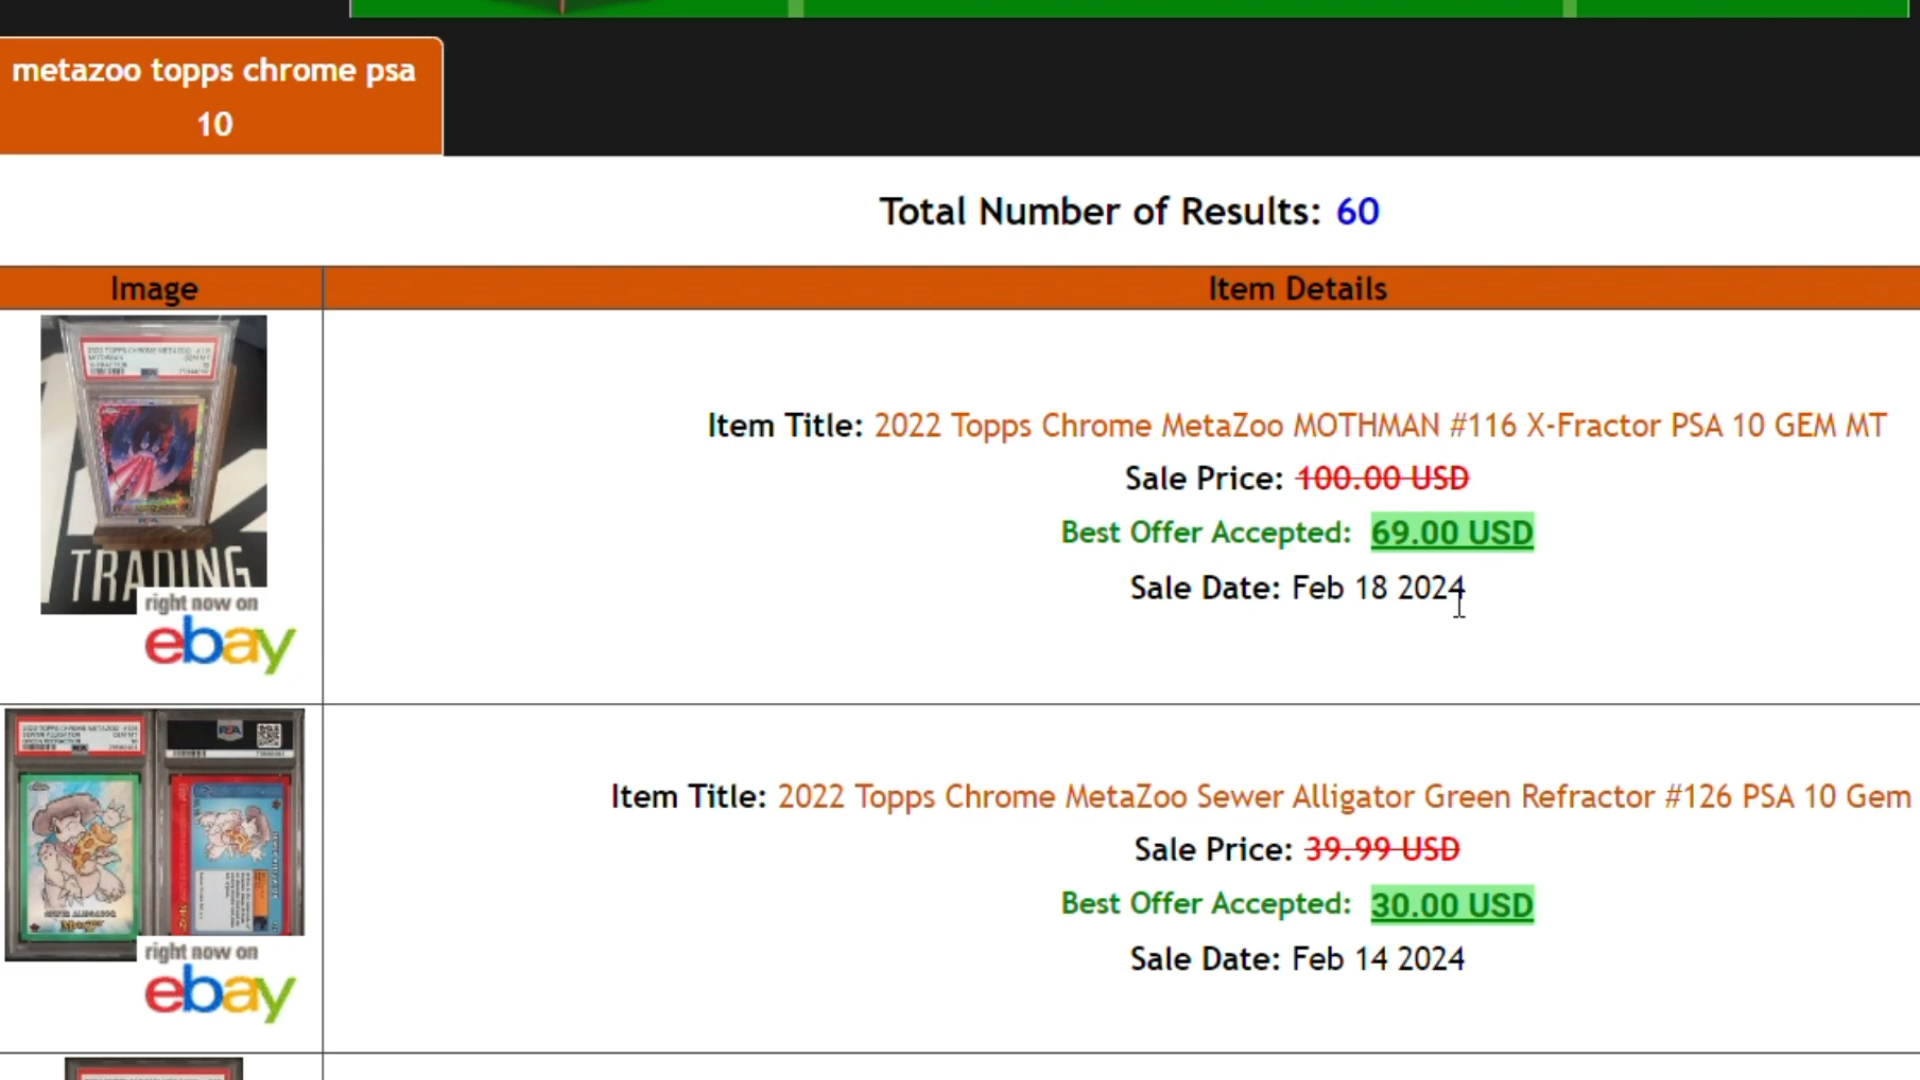 metazoo topps chrome psa
10
Total Number of Results: 60
Image
Item Details
TRADING
right now on
ebay
Item Title: 2022 Topps Chrome MetaZoo MOTHMAN #116 X-Fractor PSA 10 GEM MT
Sale Price: 100.00 USD
Best Offer Accepted: 69.00 USD
Sale Date: Feb 18 2024
PSA
SEWER ALLIGATOR
right now on
ebay
Item Title: 2022 Topps Chrome MetaZoo Sewer Alligator Green Refractor #126 PSA 10 Gem
Sale Price: 39.99 USD
Best Offer Accepted: 30.00 USD
Sale Date: Feb 14 2024